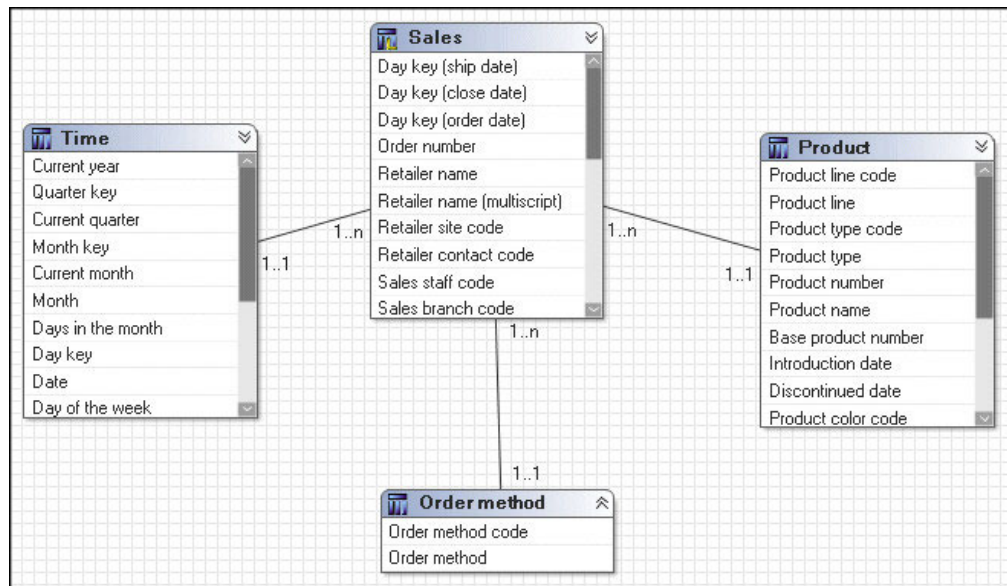 Sales
Day key (ship date)
Day key (close date)
Day key (order date)
Order number
Retailer name
Retailer name (multiscript)
Retailer site code
Retailer contact code
Sales staff code
Sales branch code
Time
Current year
Quarter key
Current quarter
Month key
Current month
Month
Days in the month
Day key
Date
Day of the week
Product
Product line code
Product line
Product type code
Product type
Product number
Product name
Base product number
Introduction date
Discontinued date
Product color code
1..n
1..1
1..n
1..1
1..n
1..1
Order method
Order method code
Order method